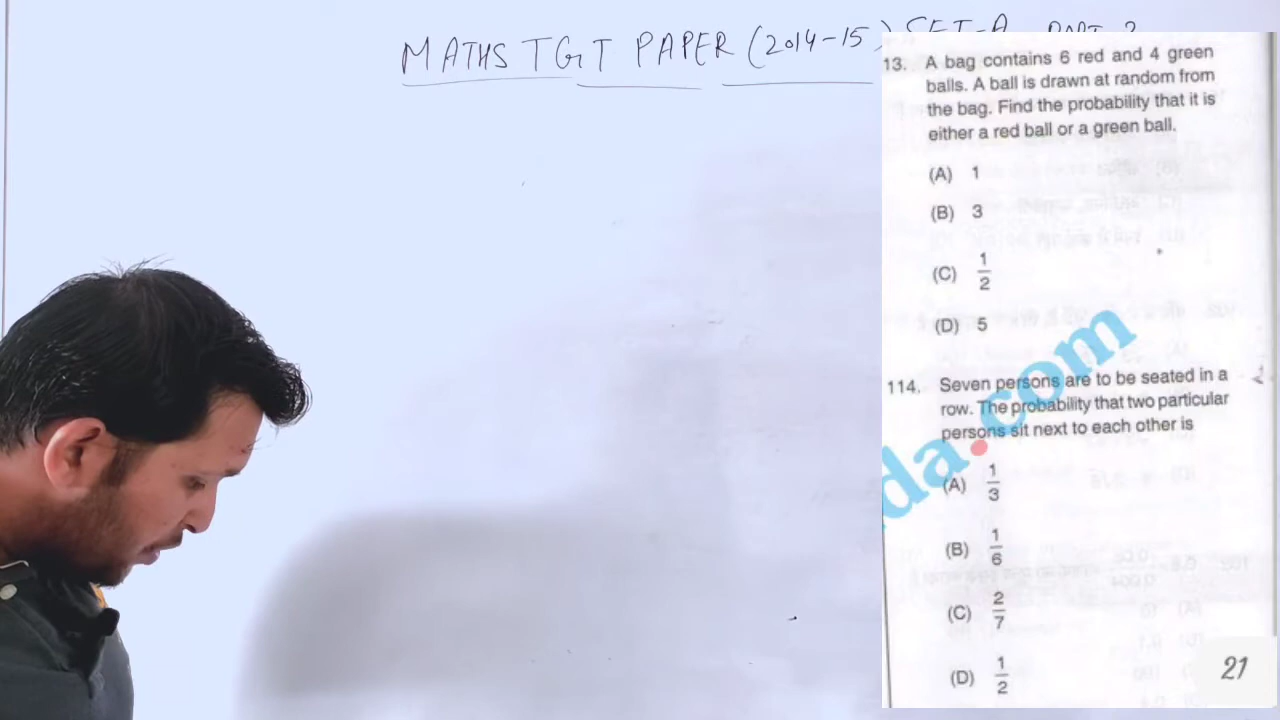 MATHS TGT PAPER (2014-15) SET-A
13. A bag contains 6 red and 4 green
balls. A ball is drawn at random from
the bag. Find the probability that it is
either a red ball or a green ball.
(A) 1
(B) 3
(C) 1/2
(D) 5
114. Seven persons are to be seated in a
row. The probability that two particular
persons sit next to each other is
(A) 1/3
(B) 1/6
(C) 2/7
(D) 1/2
da.com
21